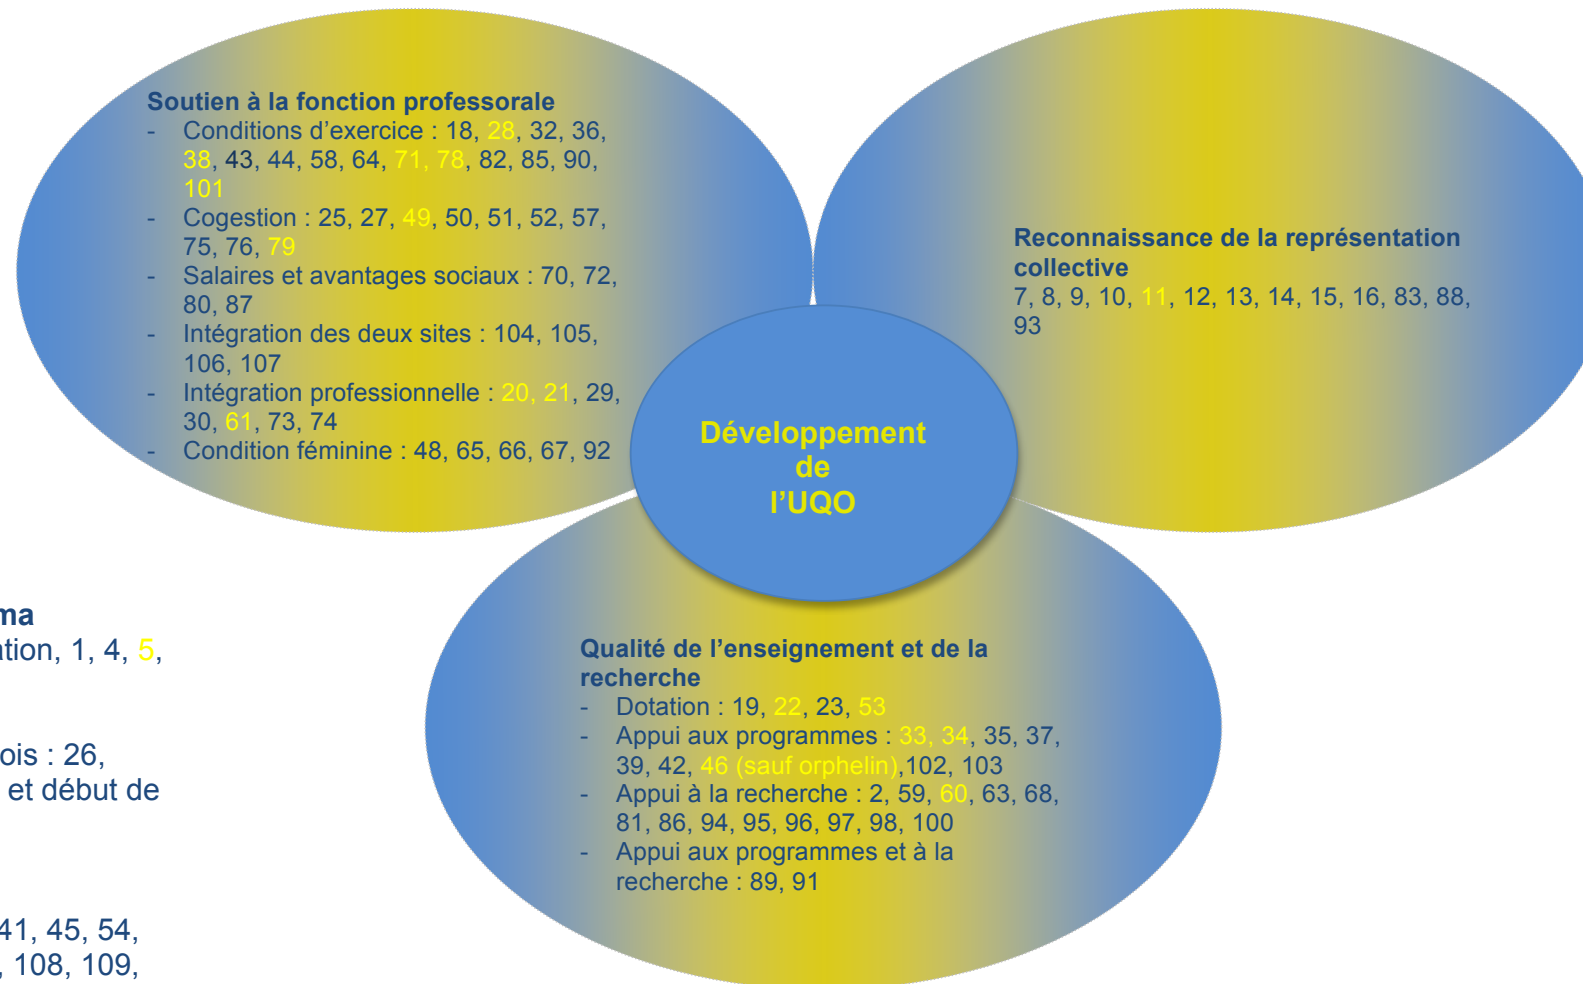 Soutien à la fonction professorale
- Conditions d'exercice : 18, 28, 32, 36,
38, 43, 44, 58, 64, 71, 78, 82, 85, 90,
101
- Cogestion : 25, 27, 49, 50, 51, 52, 57,
75, 76, 79
- Salaires et avantages sociaux : 70, 72,
80, 87
- Intégration des deux sites : 104, 105,
106, 107
- Intégration professionnelle : 20, 21, 29,
30, 61, 73, 74
- Condition féminine : 48, 65, 66, 67, 92
Reconnaissance de la représentation
collective
7, 8, 9, 10, 11, 12, 13, 14, 15, 16, 83, 88,
93
Développement
de
l'UQO
ma
ation, 1, 4, 5,
ois : 26,
et début de
41, 45, 54,
, 108, 109,
Qualité de l'enseignement et de la
recherche
- Dotation : 19, 22, 23, 53
- Appui aux programmes : 33, 34, 35, 37,
39, 42, 46 (sauf orphelin),102, 103
- Appui à la recherche : 2, 59, 60, 63, 68,
81, 86, 94, 95, 96, 97, 98, 100
- Appui aux programmes et à la
recherche : 89, 91